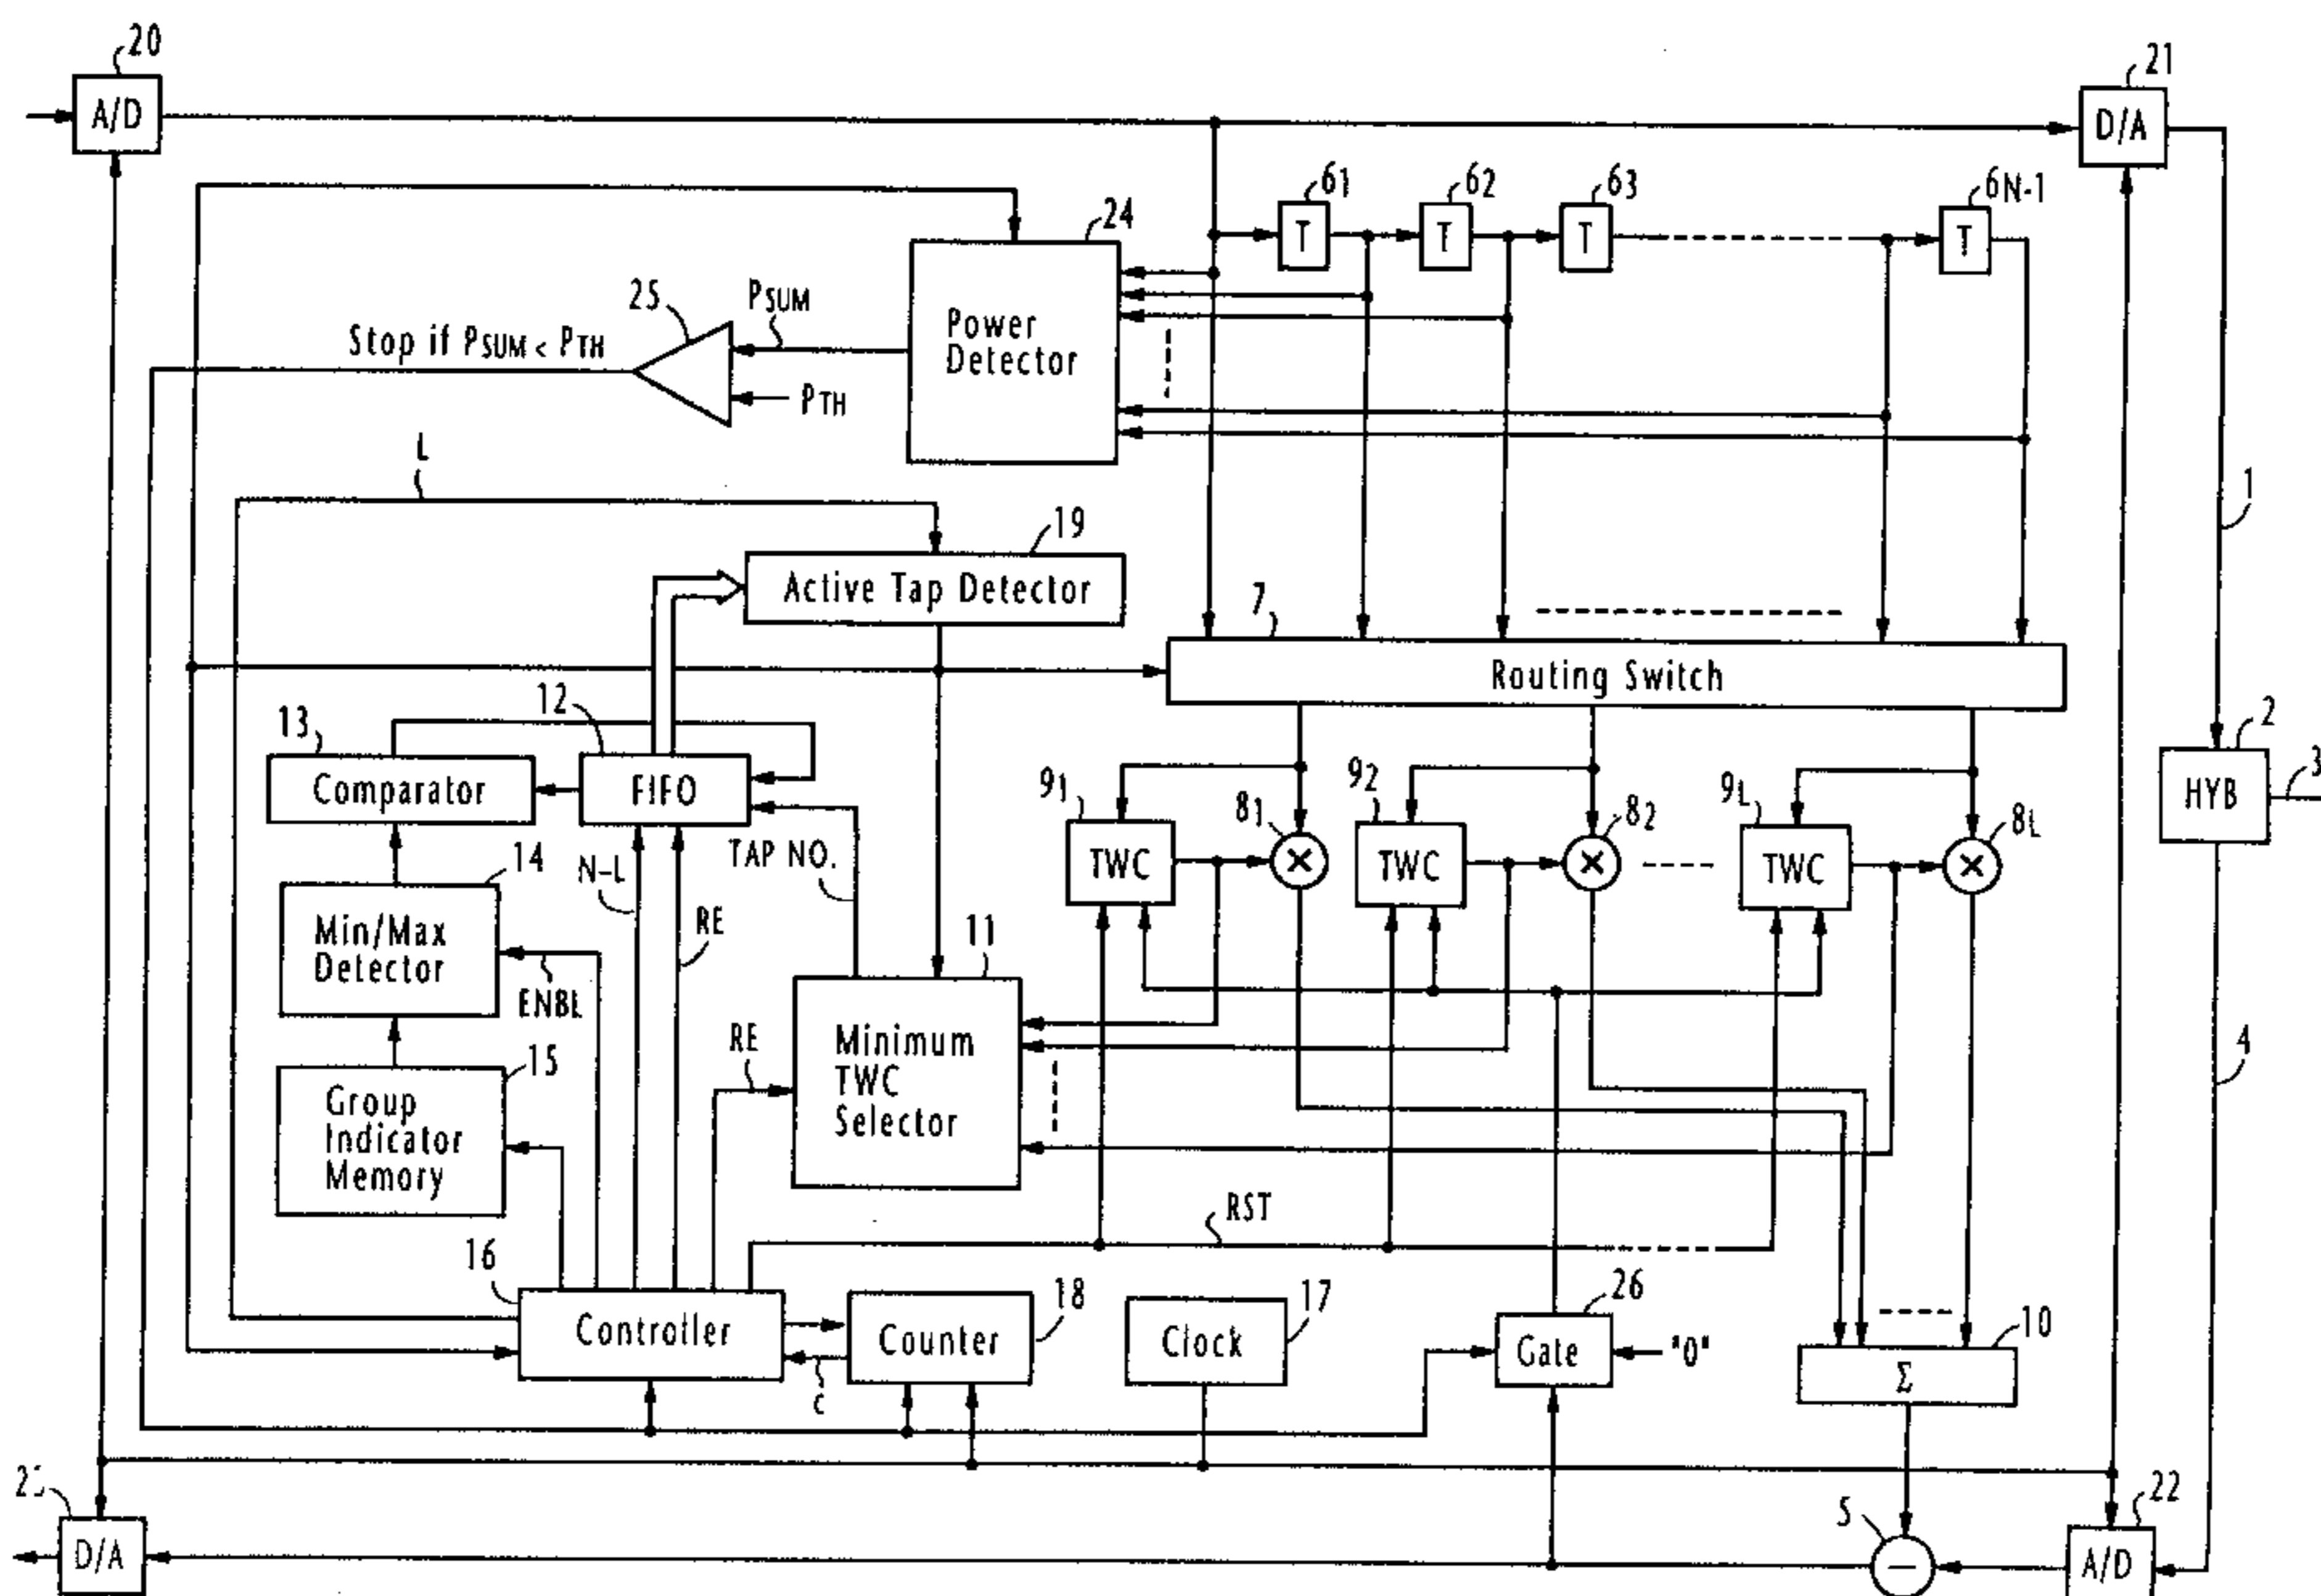 20
A/D
21
D/A
6₁
6₂
6₃
6N-1
T
T
T
T
24
Power
Detector
25
PSUM
Stop if PSUM < PTH
PTH
L
1
19
Active Tap Detector
7
Routing Switch
12
13
Comparator
FIFO
2
3
HYB
9₁
9₂
9L
8₁
8₂
8L
TWC
TWC
TWC
TAP NO.
N-L
RE
14
Min/Max
Detector
ENBL
11
Minimum
TWC
Selector
RE
15
Group
Indicator
Memory
4
RST
16
Controller
18
Counter
C
17
Clock
26
Gate
"0"
10
Σ
D/A
5
22
A/D